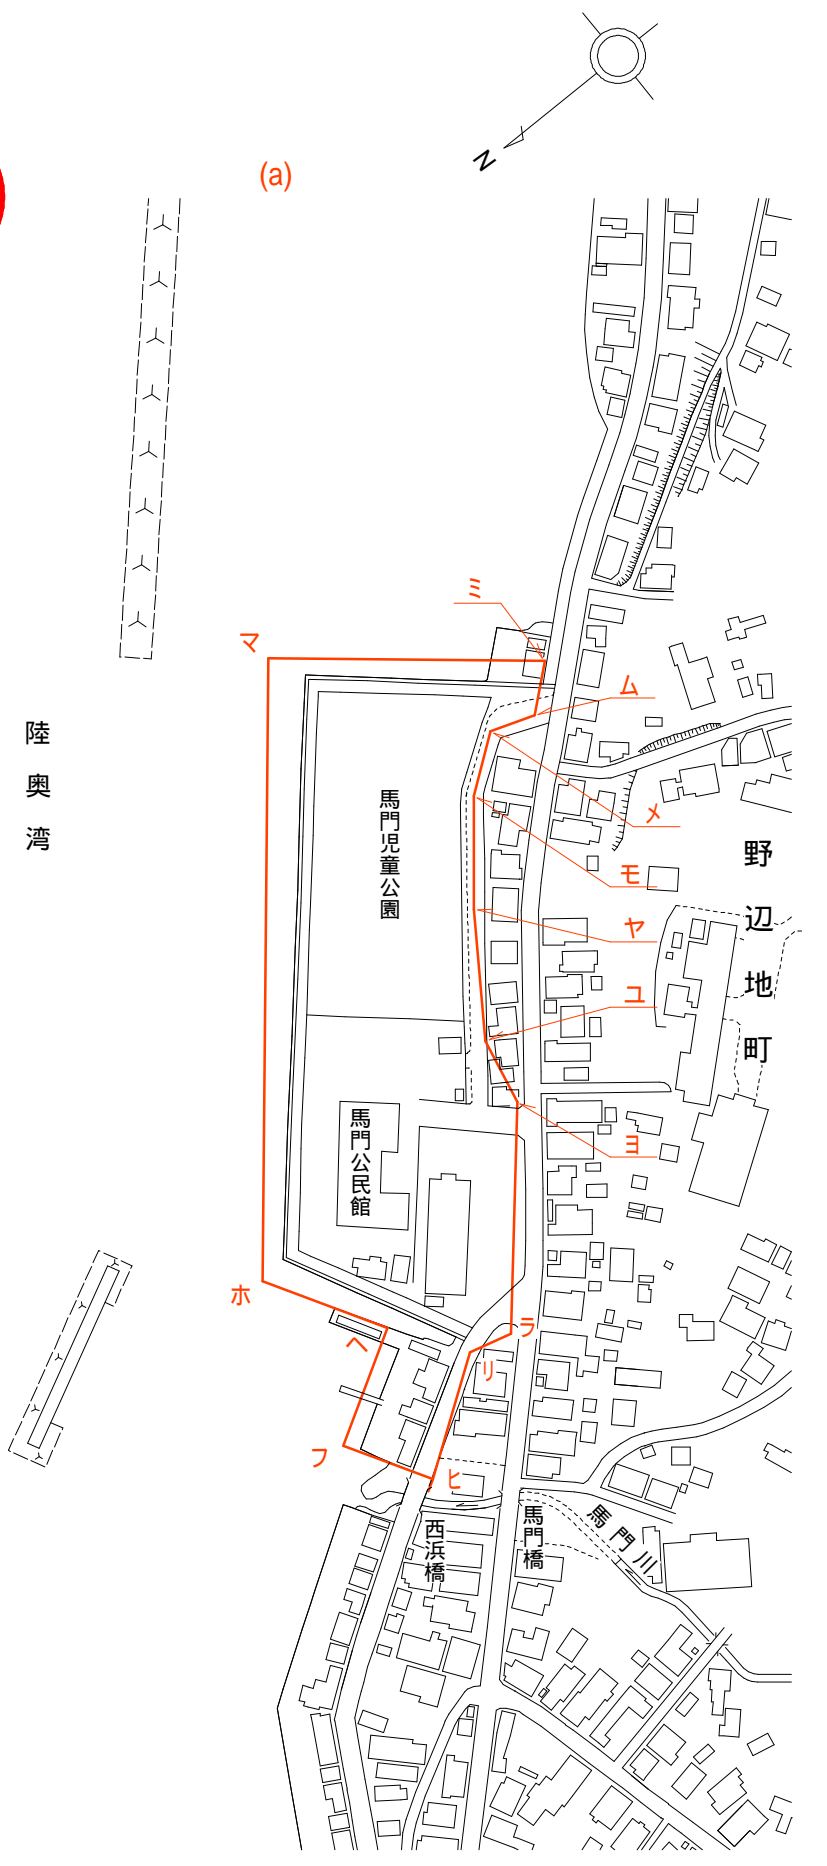 N
(a)
ミ
マ
ム
陸奥湾
メ
馬門児童公園
野辺地町
モ
ヤ
ユ
馬門公民館
ヨ
ホ
ラ
ヘ
リ
フ
ヒ
西浜橋
馬門橋
馬門川